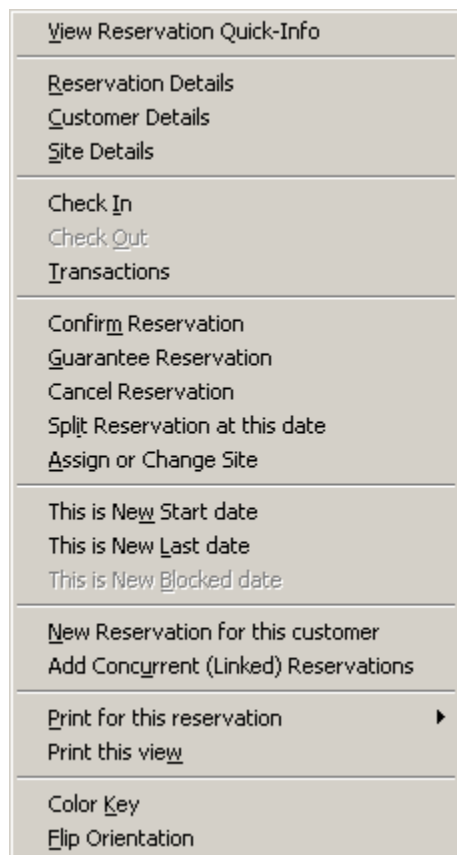 View Reservation Quick-Info
Reservation Details
Customer Details
Site Details
Check In
Check Out
Transactions
Confirm Reservation
Guarantee Reservation
Cancel Reservation
Split Reservation at this date
Assign or Change Site
This is New Start date
This is New Last date
This is New Blocked date
New Reservation for this customer
Add Concurrent (Linked) Reservations
Print for this reservation
Print this view
Color Key
Flip Orientation